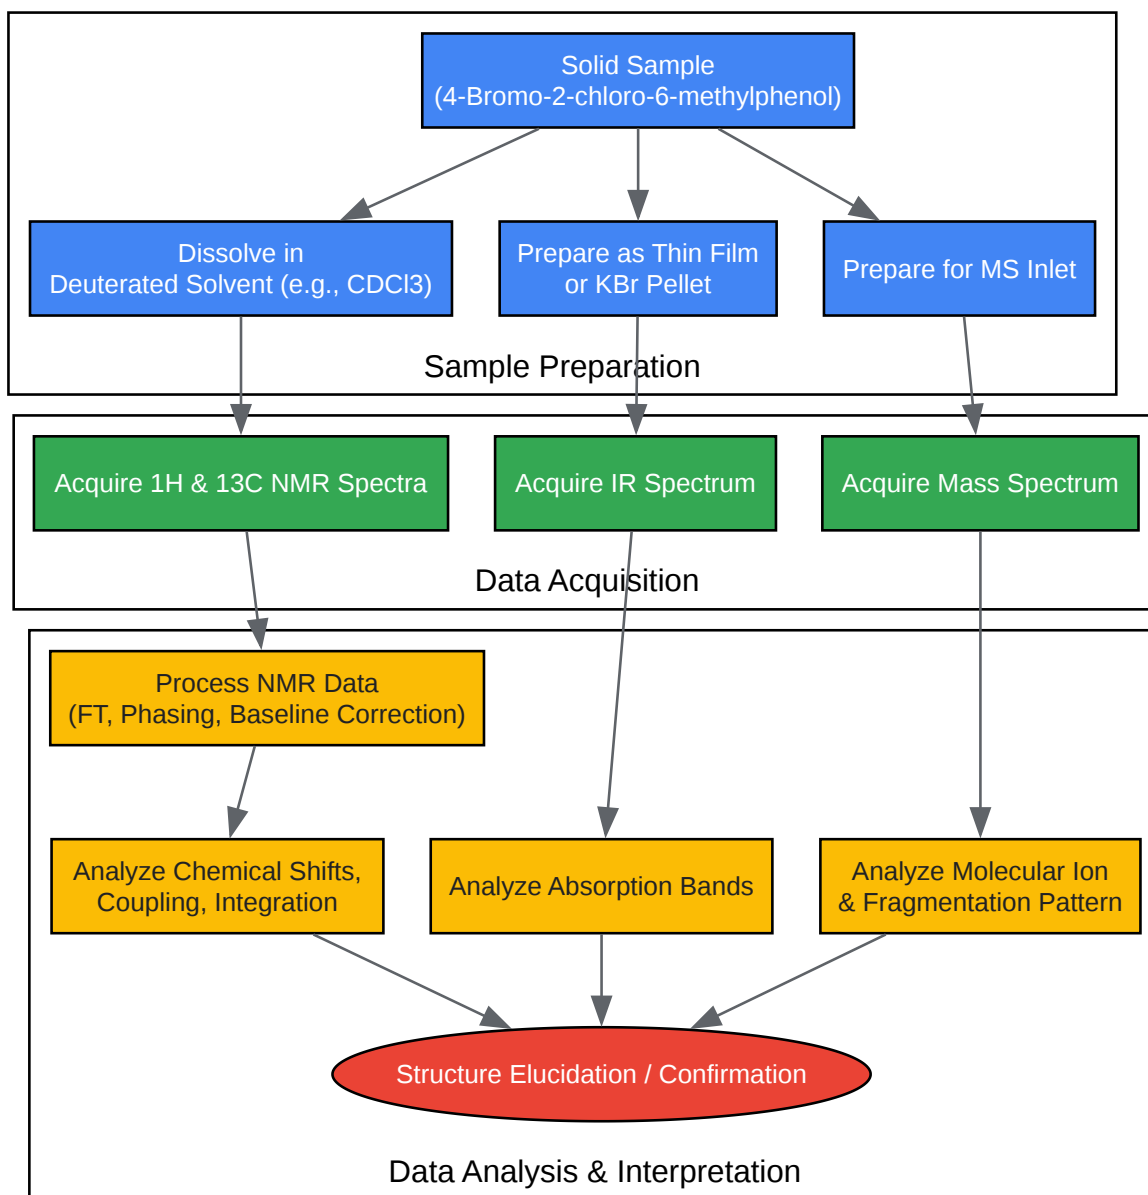 Solid Sample
(4-Bromo-2-chloro-6-methylphenol)
Dissolve in
Deuterated Solvent (e.g., CDCl3)
Prepare as Thin Film
or KBr Pellet
Prepare for MS Inlet
Sample Preparation
Acquire 1H & 13C NMR Spectra
Acquire IR Spectrum
Acquire Mass Spectrum
Data Acquisition
Process NMR Data
(FT, Phasing, Baseline Correction)
Analyze Chemical Shifts,
Coupling, Integration
Analyze Absorption Bands
Analyze Molecular Ion
& Fragmentation Pattern
Structure Elucidation / Confirmation
Data Analysis & Interpretation